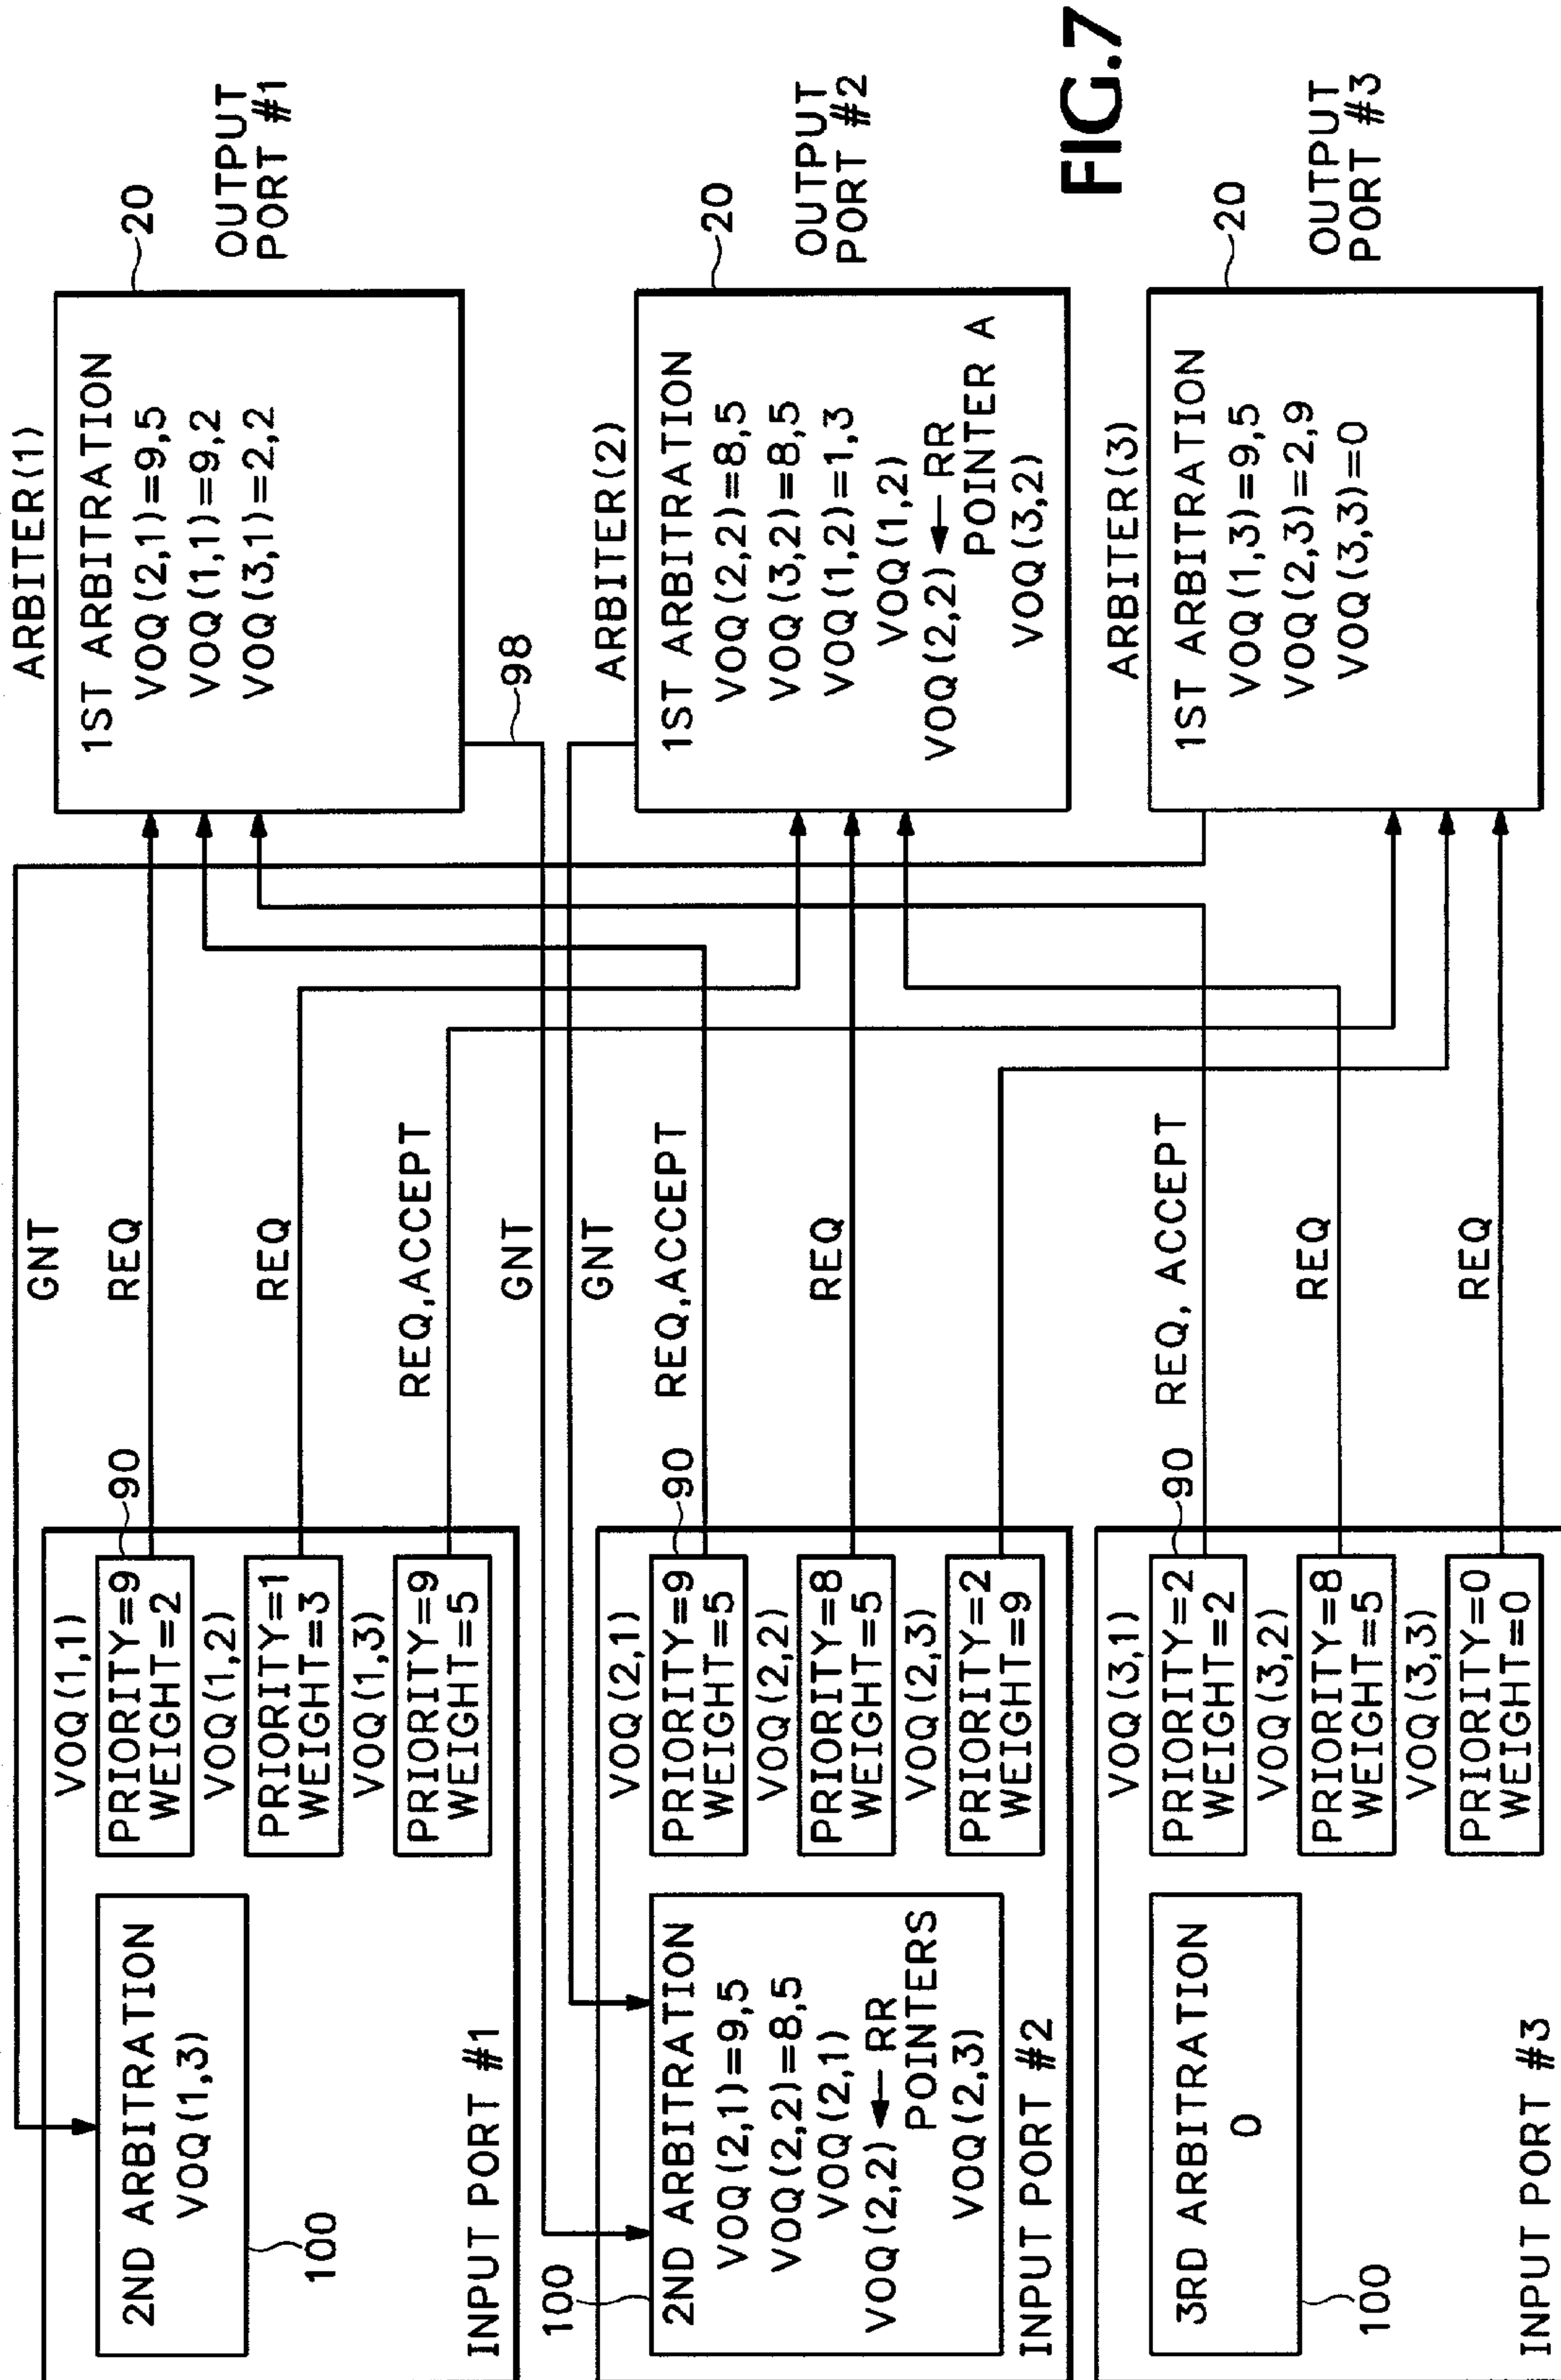 GNT
2ND ARBITRATION
VOQ(1,3)
100
INPUT PORT #1
VOQ(1,1)
PRIORITY=9
WEIGHT=2
90
REQ
VOQ(1,2)
PRIORITY=1
WEIGHT=3
REQ
VOQ(1,3)
PRIORITY=9
WEIGHT=5
REQ,ACCEPT
GNT
ARBITER(1)
1ST ARBITRATION
VOQ(2,1)=9,5
VOQ(1,1)=9,2
VOQ(3,1)=2,2
20
OUTPUT
PORT #1
98
GNT
100
2ND ARBITRATION
VOQ(2,1)=9,5
VOQ(2,2)=8,5
VOQ(2,1)
VOQ(2,2) ← RR
POINTERS
VOQ(2,3)
INPUT PORT #2
VOQ(2,1)
PRIORITY=9
WEIGHT=5
90
REQ,ACCEPT
VOQ(2,2)
PRIORITY=8
WEIGHT=5
REQ
VOQ(2,3)
PRIORITY=2
WEIGHT=9
ARBITER(2)
1ST ARBITRATION
VOQ(2,2)=8,5
VOQ(3,2)=8,5
VOQ(1,2)=1,3
VOQ(1,2)
VOQ(2,2) ← RR
POINTER A
VOQ(3,2)
20
OUTPUT
PORT #2
3RD ARBITRATION
0
100
INPUT PORT #3
VOQ(3,1)
PRIORITY=2
WEIGHT=2
90
REQ, ACCEPT
VOQ(3,2)
PRIORITY=8
WEIGHT=5
REQ
VOQ(3,3)
PRIORITY=0
WEIGHT=0
REQ
ARBITER(3)
1ST ARBITRATION
VOQ(1,3)=9,5
VOQ(2,3)=2,9
VOQ(3,3)=0
20
OUTPUT
PORT #3
FIG.7